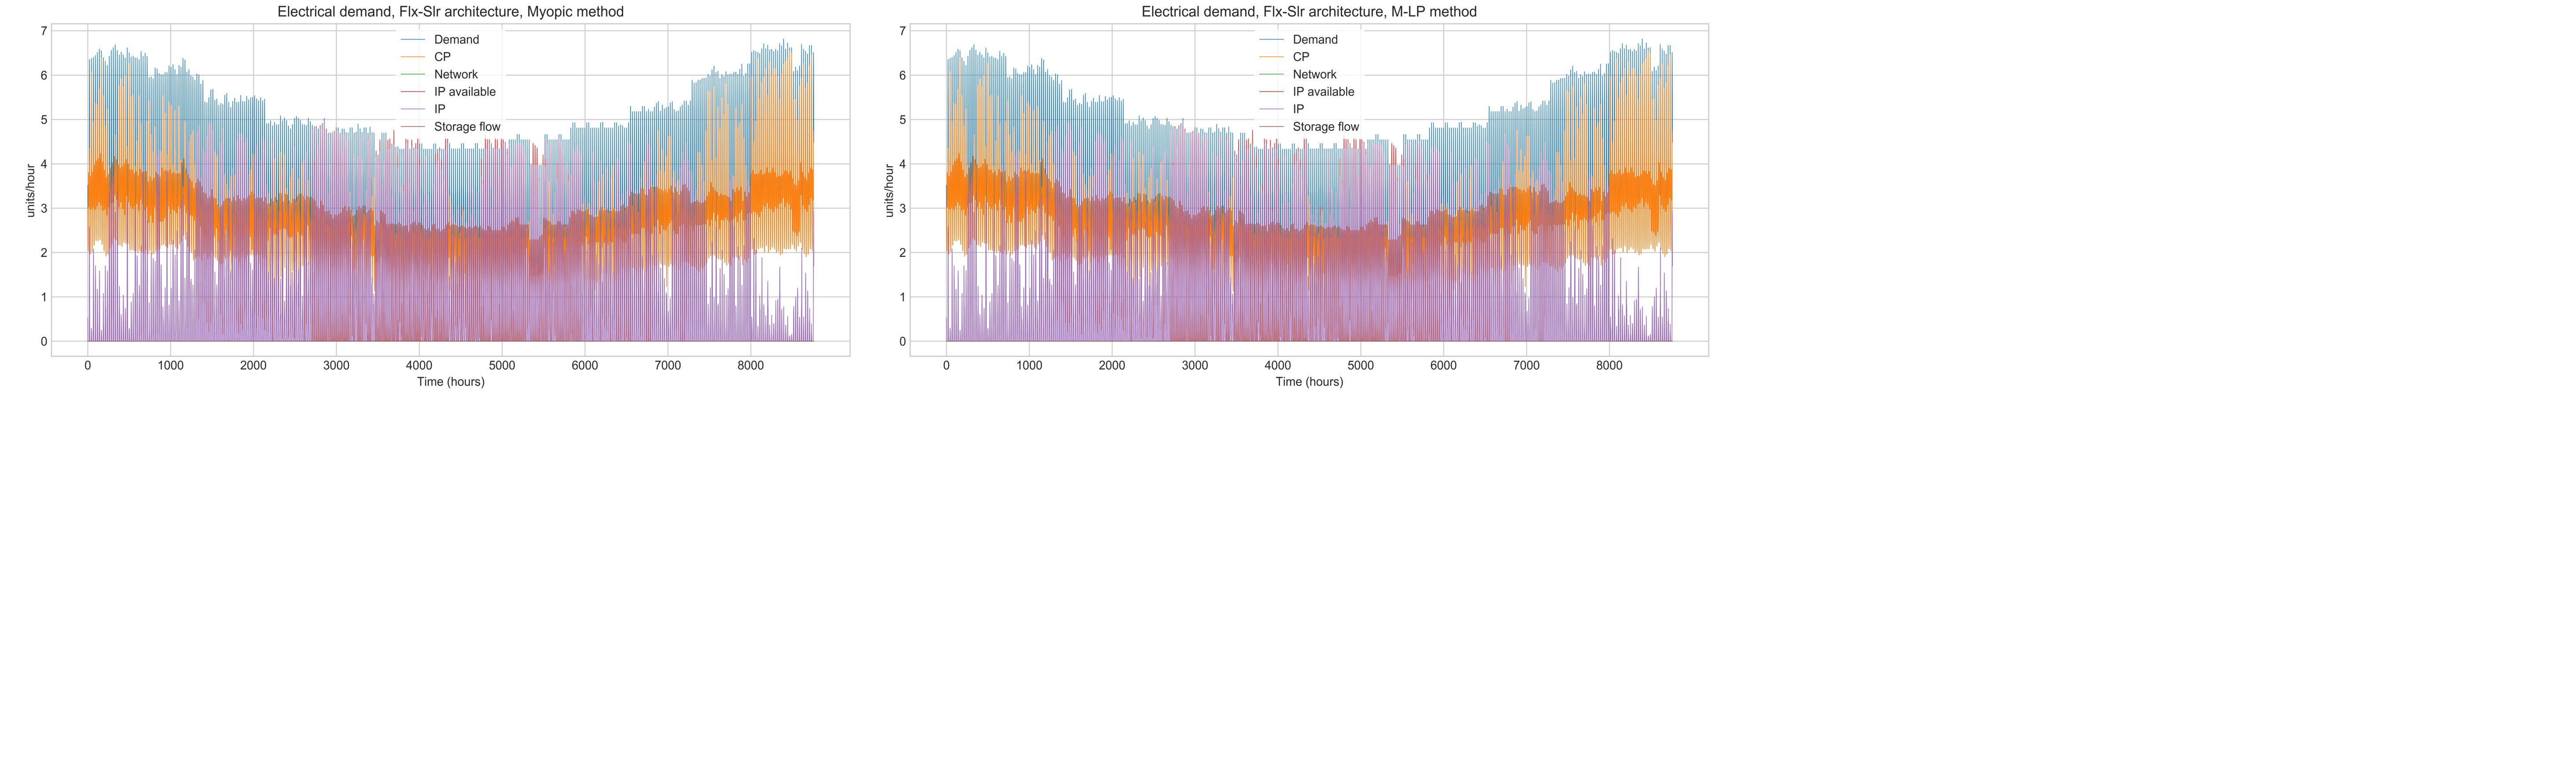 Electrical demand, Flx-Slr architecture, Myopic method
7
6
5
4
3
2
1
0
units/hour
Demand
CP
Network
IP available
IP
Storage flow
0 1000 2000 3000 4000 5000 6000 7000 8000
Time (hours)
Electrical demand, Flx-Slr architecture, M-LP method
7
6
5
4
3
2
1
0
units/hour
Demand
CP
Network
IP available
IP
Storage flow
0 1000 2000 3000 4000 5000 6000 7000 8000
Time (hours)